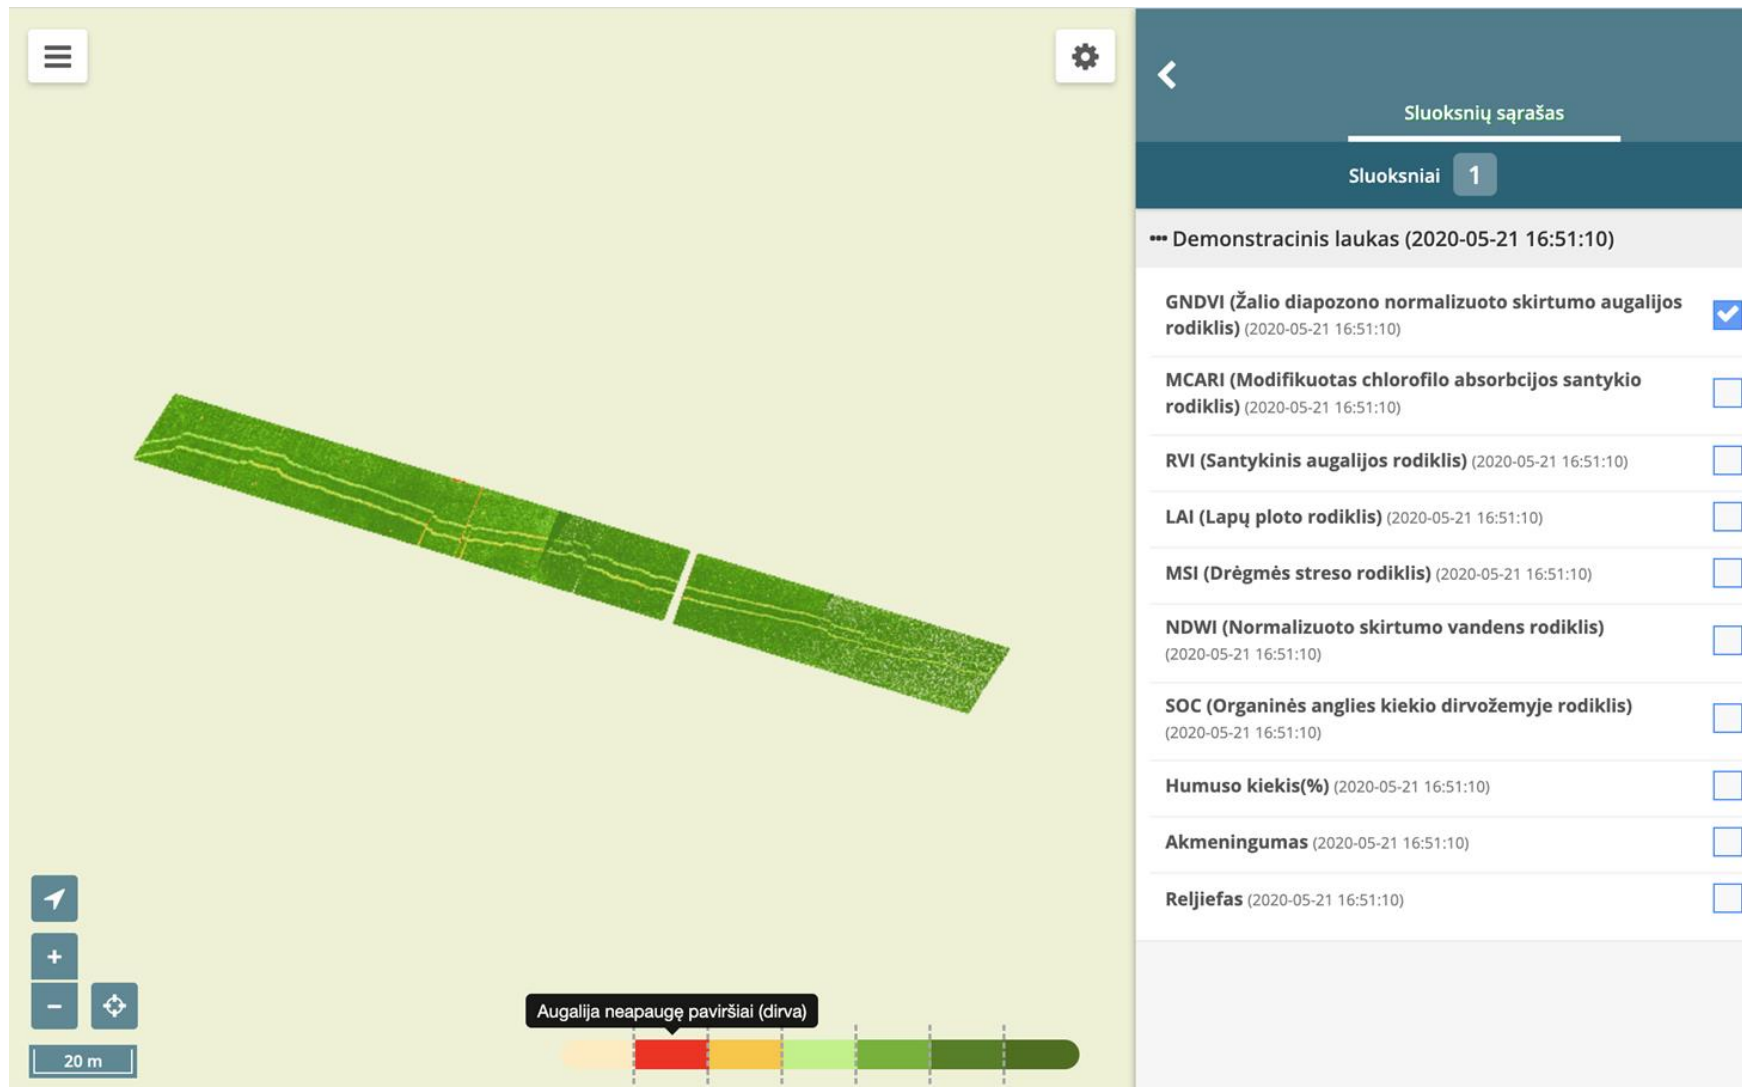 Sluoksnių sąrašas
Sluoksniai 1
••• Demonstracinis laukas (2020-05-21 16:51:10)
GNDVI (Žalio diapozono normalizuoto skirtumo augalijos
rodiklis) (2020-05-21 16:51:10)
MCARI (Modifikuotas chlorofilo absorbcijos santykio
rodiklis) (2020-05-21 16:51:10)
RVI (Santykinis augalijos rodiklis) (2020-05-21 16:51:10)
LAI (Lapų ploto rodiklis) (2020-05-21 16:51:10)
MSI (Drėgmės streso rodiklis) (2020-05-21 16:51:10)
NDWI (Normalizuoto skirtumo vandens rodiklis)
(2020-05-21 16:51:10)
SOC (Organinės anglies kiekio dirvožemyje rodiklis)
(2020-05-21 16:51:10)
Humuso kiekis(%) (2020-05-21 16:51:10)
Akmeningumas (2020-05-21 16:51:10)
Reljiefas (2020-05-21 16:51:10)
Augalija neapaugę paviršiai (dirva)
20 m